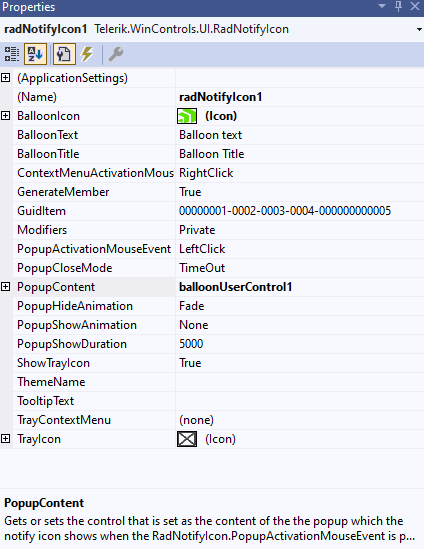 Properties
radNotifyIcon1 Telerik.WinControls.UI.RadNotifyIcon
(ApplicationSettings)
(Name) radNotifyIcon1
BalloonIcon (Icon)
BalloonText Balloon text
BalloonTitle Balloon Title
ContextMenuActivationMous RightClick
GenerateMember True
GuidItem 00000001-0002-0003-0004-000000000005
Modifiers Private
PopupActivationMouseEvent LeftClick
PopupCloseMode TimeOut
PopupContent balloonUserControl1
PopupHideAnimation Fade
PopupShowAnimation None
PopupShowDuration 5000
ShowTrayIcon True
ThemeName
TooltipText
TrayContextMenu (none)
TrayIcon (Icon)
PopupContent
Gets or sets the control that is set as the content of the the popup which the
notify icon shows when the RadNotifyIcon.PopupActivationMouseEvent is p...